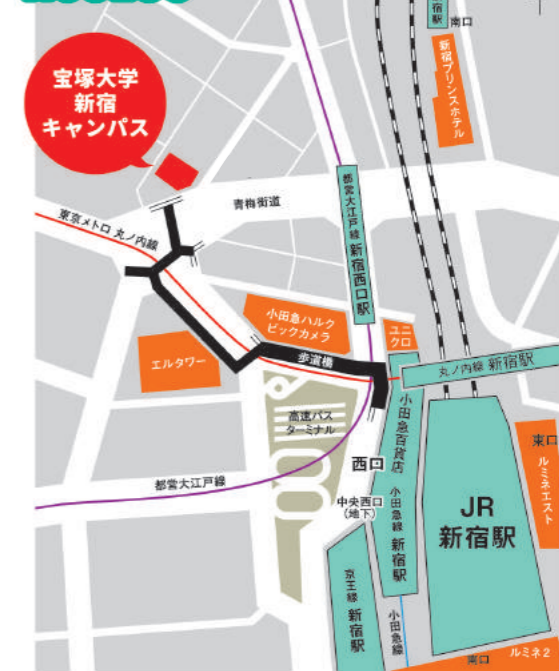 宿駅
南口
新宿プリンスホテル
宝塚大学
新宿
キャンパス
青梅街道
東京メトロ 丸ノ内線
都営大江戸線 新宿西口駅
小田急ハルク
ビックカメラ
ユニ
クロ
エルタワー
歩道橋
丸ノ内線 新宿駅
高速バス
ターミナル
小田急百貨店
西口
東口
ルミネエスト
都営大江戸線
中央西口
(地下)
小田急線 新宿駅
JR
新宿駅
京王線 新宿駅
小田急線
南口
ルミネ2